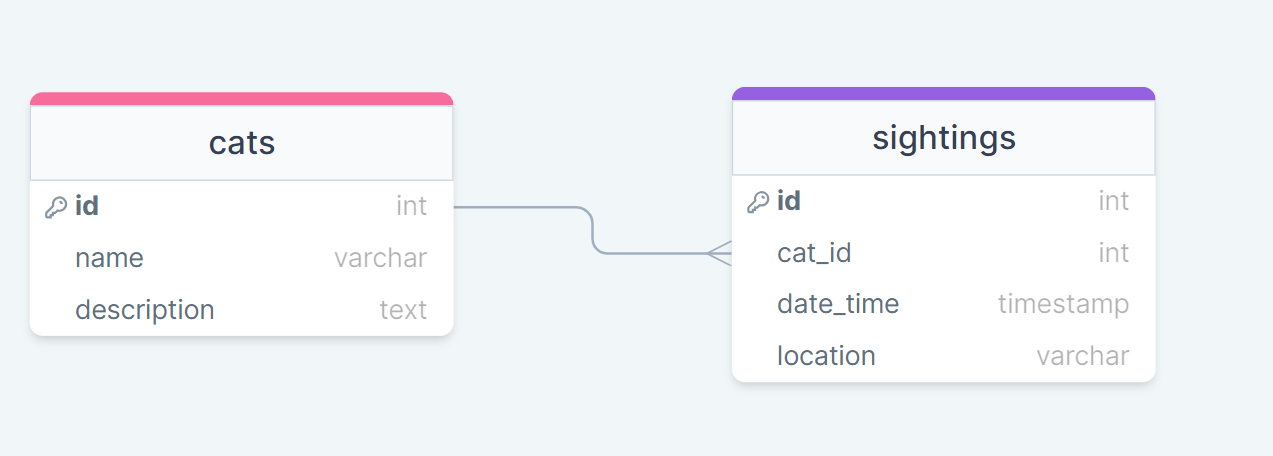 cats
id int
name varchar
description text
sightings
id int
cat_id int
date_time timestamp
location varchar